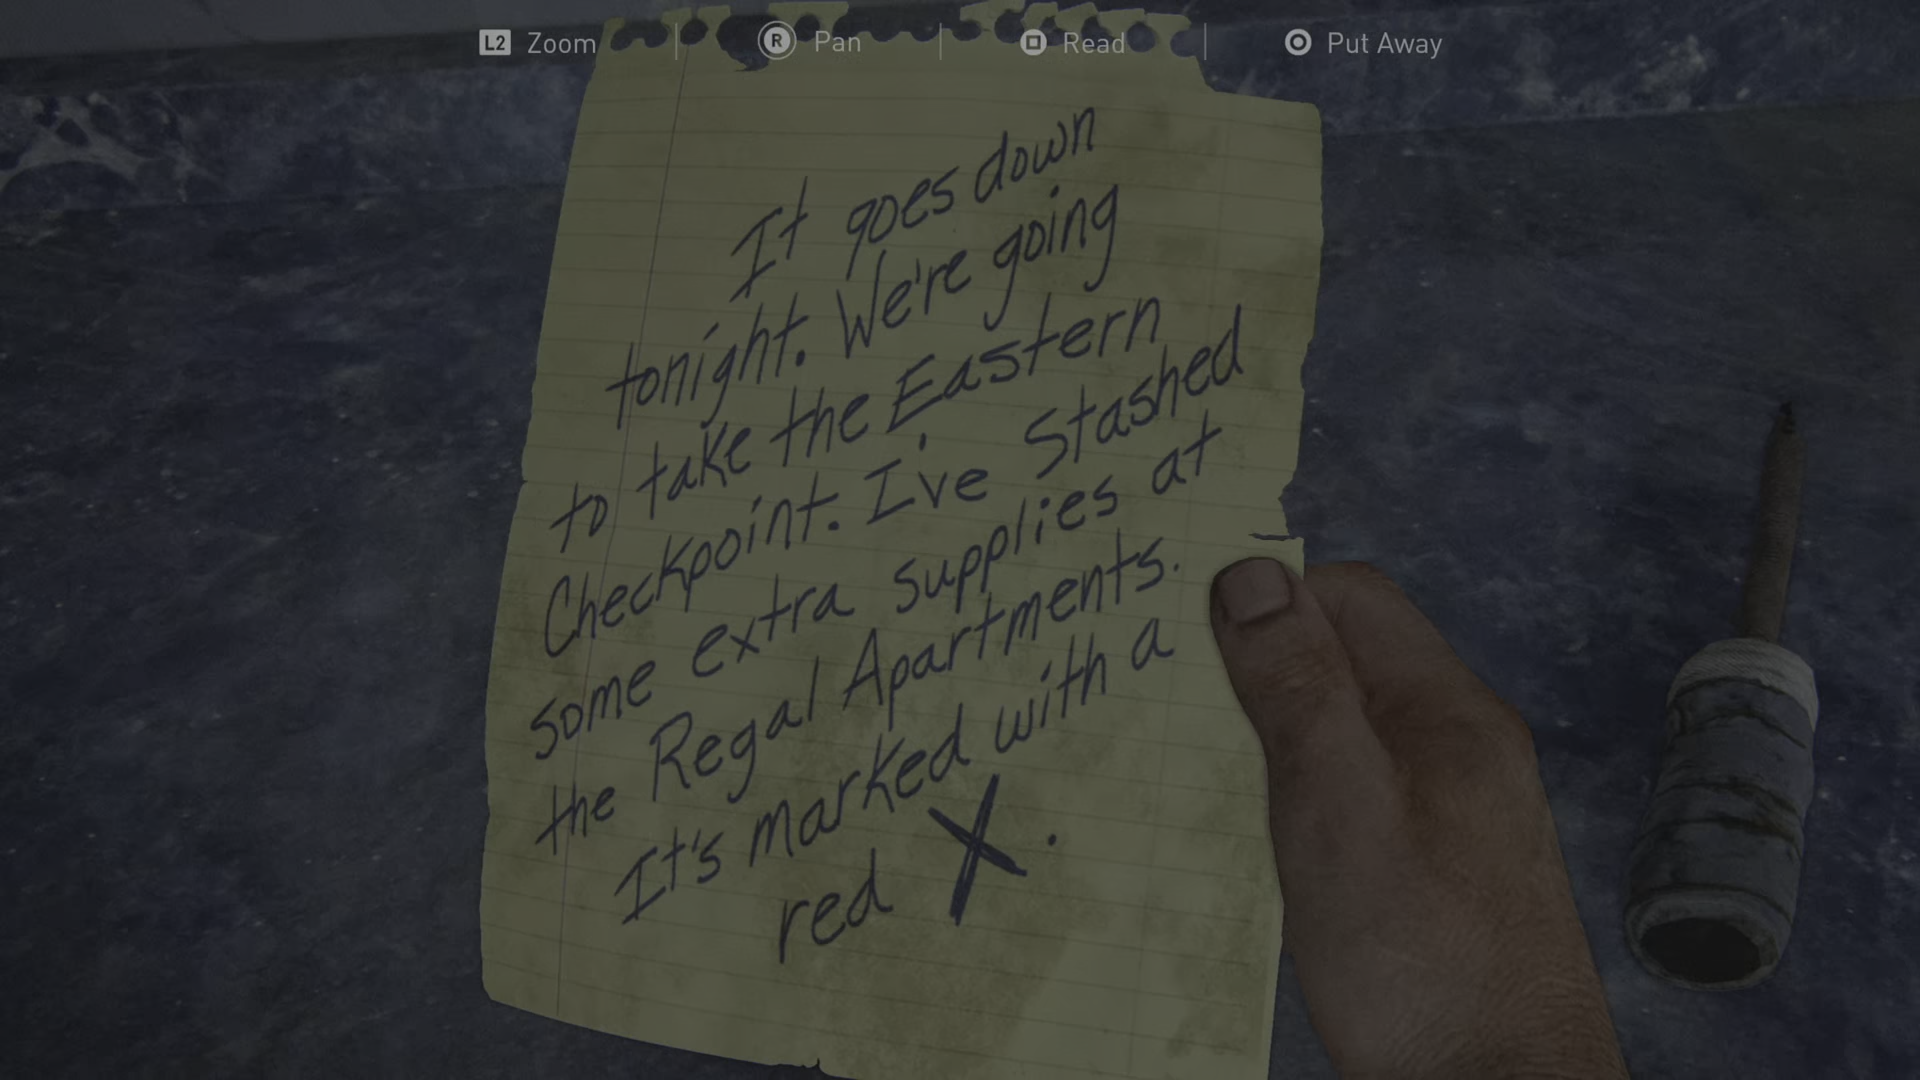 L2 Zoom R Pan Read Put Away
It goes down
tonight. We're going
to take the Eastern
Checkpoint. I've Stashed
some extra supplies at
the Regal Apartments.
It's marked with a
red X.